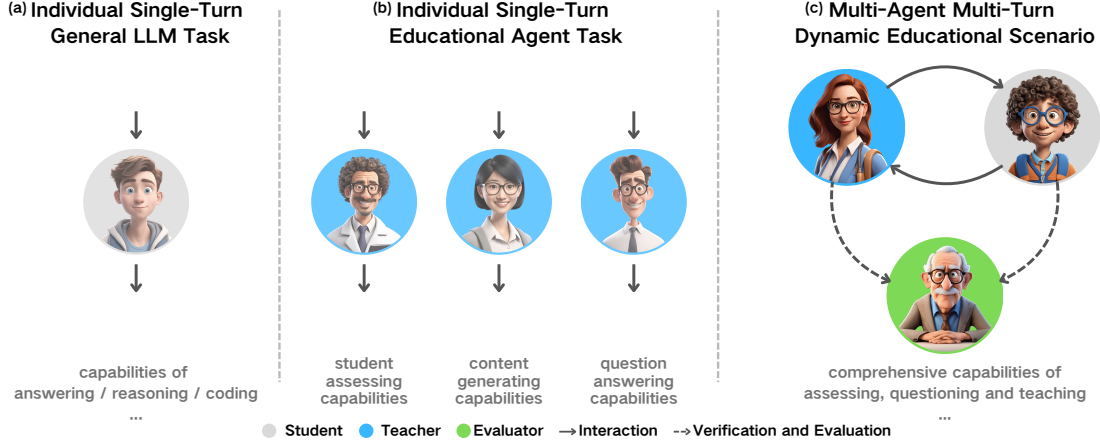 (a) Individual Single-Turn
General LLM Task
capabilities of
answering / reasoning / coding
...
(b) Individual Single-Turn
Educational Agent Task
student
assessing
capabilities
content
generating
capabilities
question
answering
capabilities
(c) Multi-Agent Multi-Turn
Dynamic Educational Scenario
comprehensive capabilities of
assessing, questioning and teaching
...
Student Teacher Evaluator Interaction Verification and Evaluation